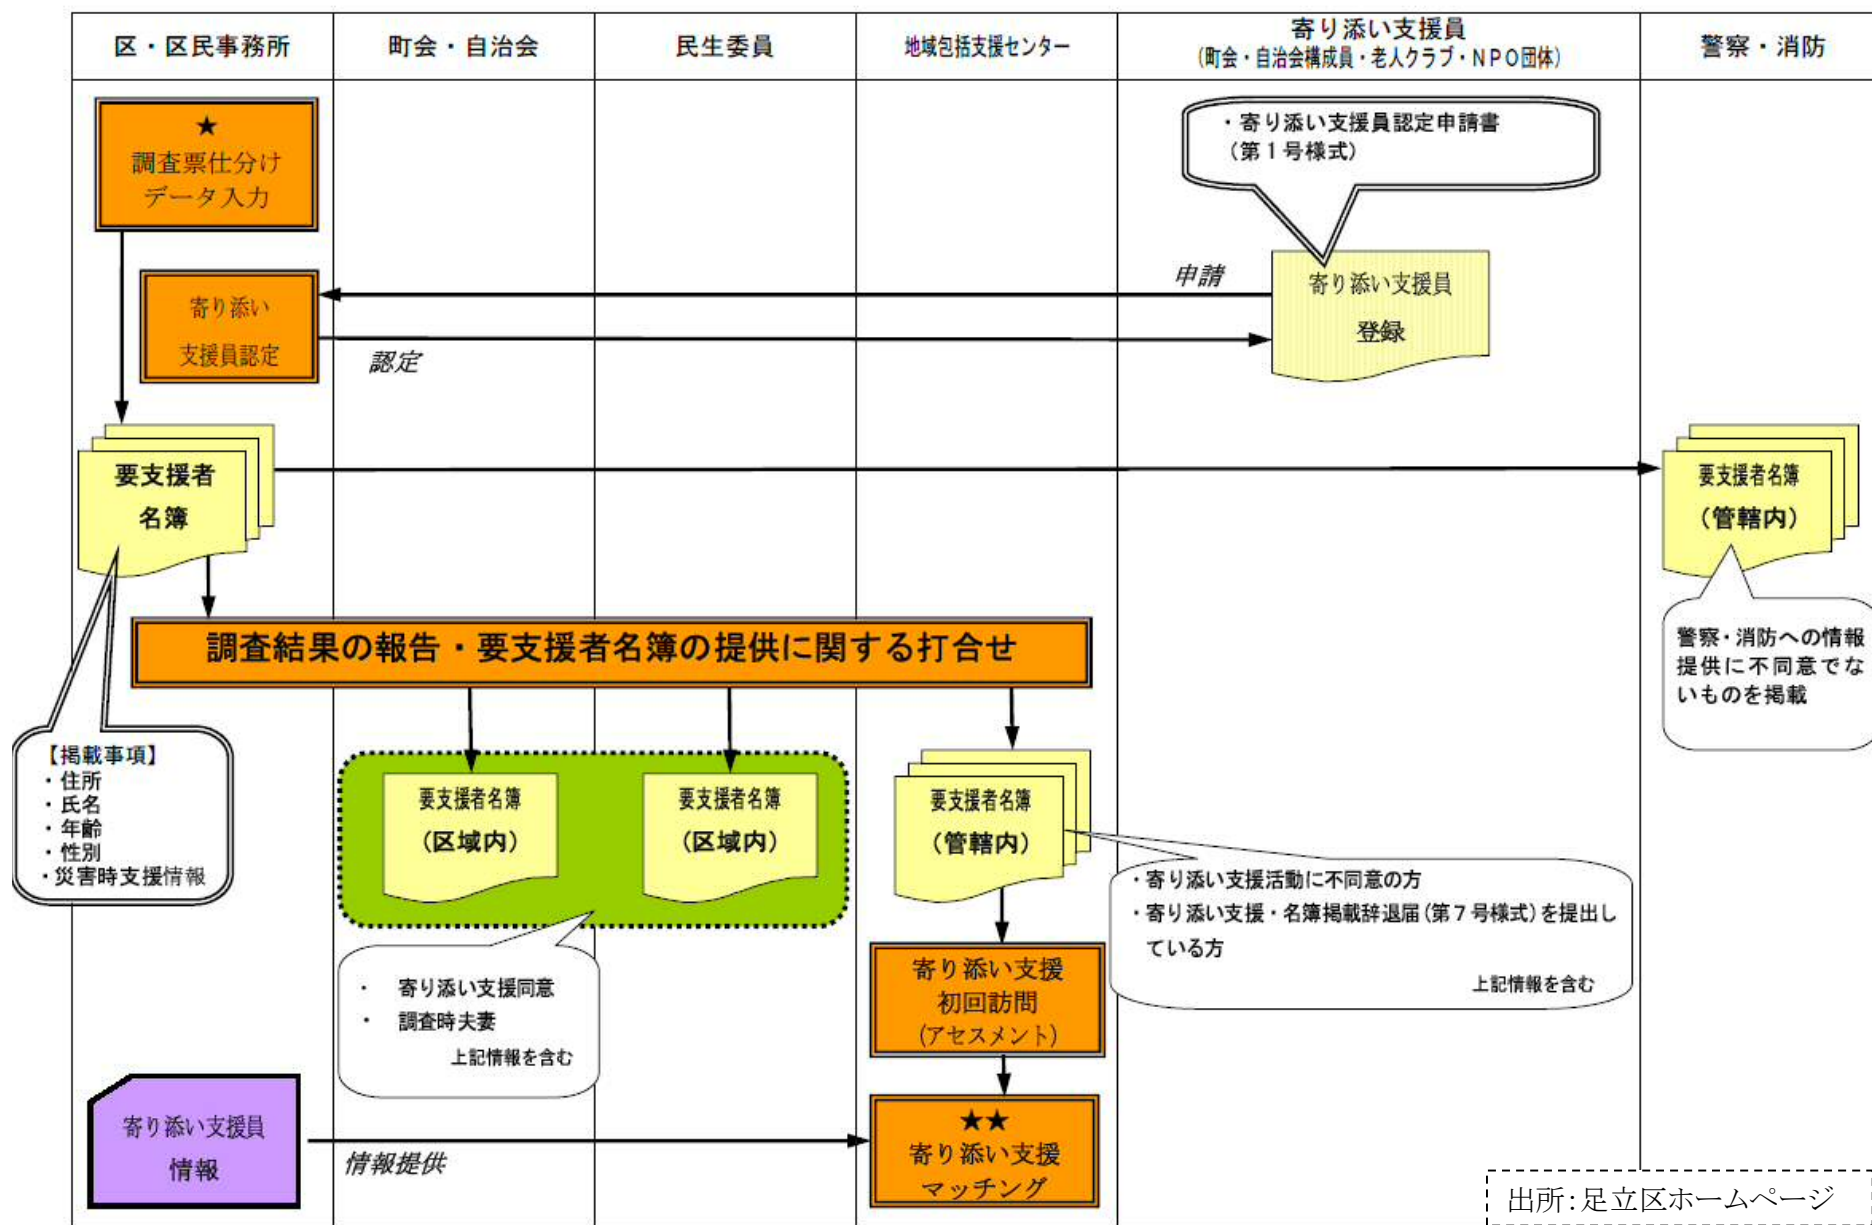 区・区民事務所
町会・自治会
民生委員
地域包括支援センター
寄り添い支援員
(町会・自治会構成員・老人クラブ・NPO団体)
警察・消防
★
調査票仕分け
データ入力
・寄り添い支援員認定申請書
(第1号様式)
寄り添い
支援員認定
申請
認定
寄り添い支援員
登録
要支援者
名簿
要支援者名簿
(管轄内)
調査結果の報告・要支援者名簿の提供に関する打合せ
警察・消防への情報
提供に不同意でな
いものを掲載
【掲載事項】
・住所
・氏名
・年齢
・性別
・災害時支援情報
要支援者名簿
(区域内)
要支援者名簿
(区域内)
要支援者名簿
(管轄内)
・寄り添い支援活動に不同意の方
・寄り添い支援・名簿掲載辞退届(第7号様式)を提出し
ている方
上記情報を含む
・ 寄り添い支援同意
・ 調査時夫妻
上記情報を含む
寄り添い支援
初回訪問
(アセスメント)
寄り添い支援員
情報
情報提供
★★
寄り添い支援
マッチング
出所:足立区ホームページ